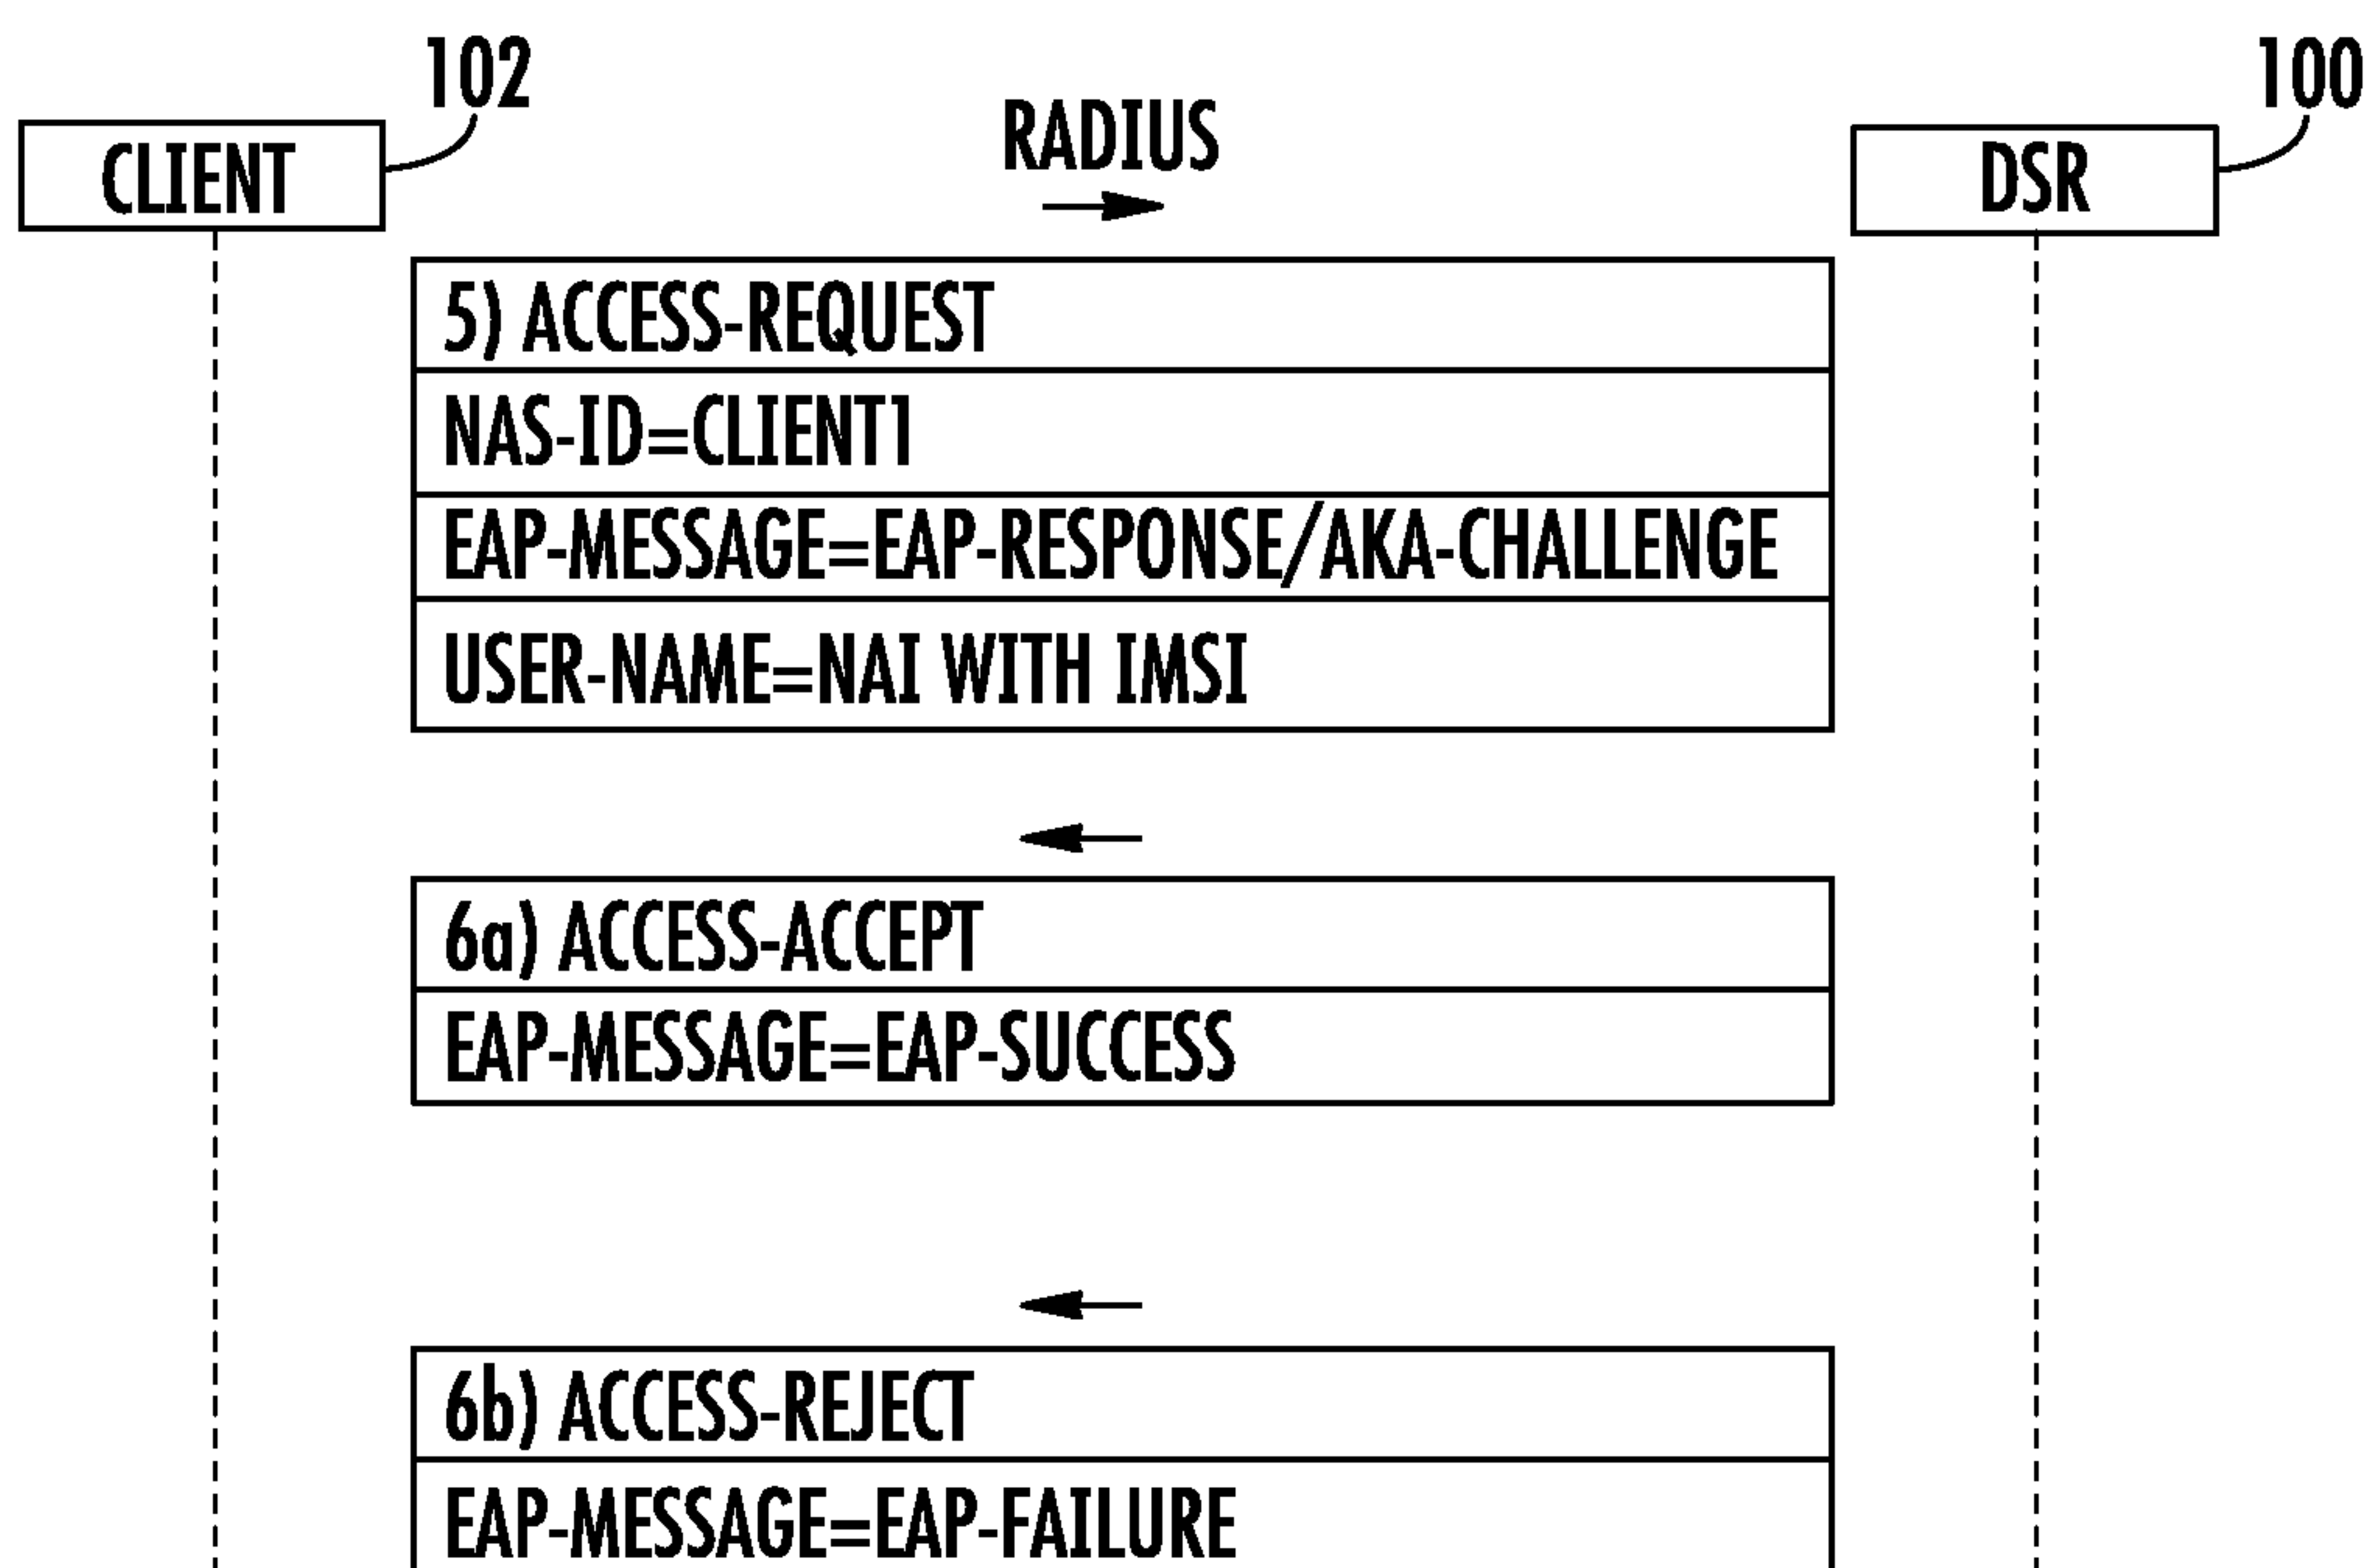 102
100
RADIUS
CLIENT
DSR
5) ACCESS-REQUEST
NAS-ID=CLIENT1
EAP-MESSAGE=EAP-RESPONSE/AKA-CHALLENGE
USER-NAME=NAI WITH IMSI
6a) ACCESS-ACCEPT
EAP-MESSAGE=EAP-SUCCESS
6b) ACCESS-REJECT
EAP-MESSAGE=EAP-FAILURE